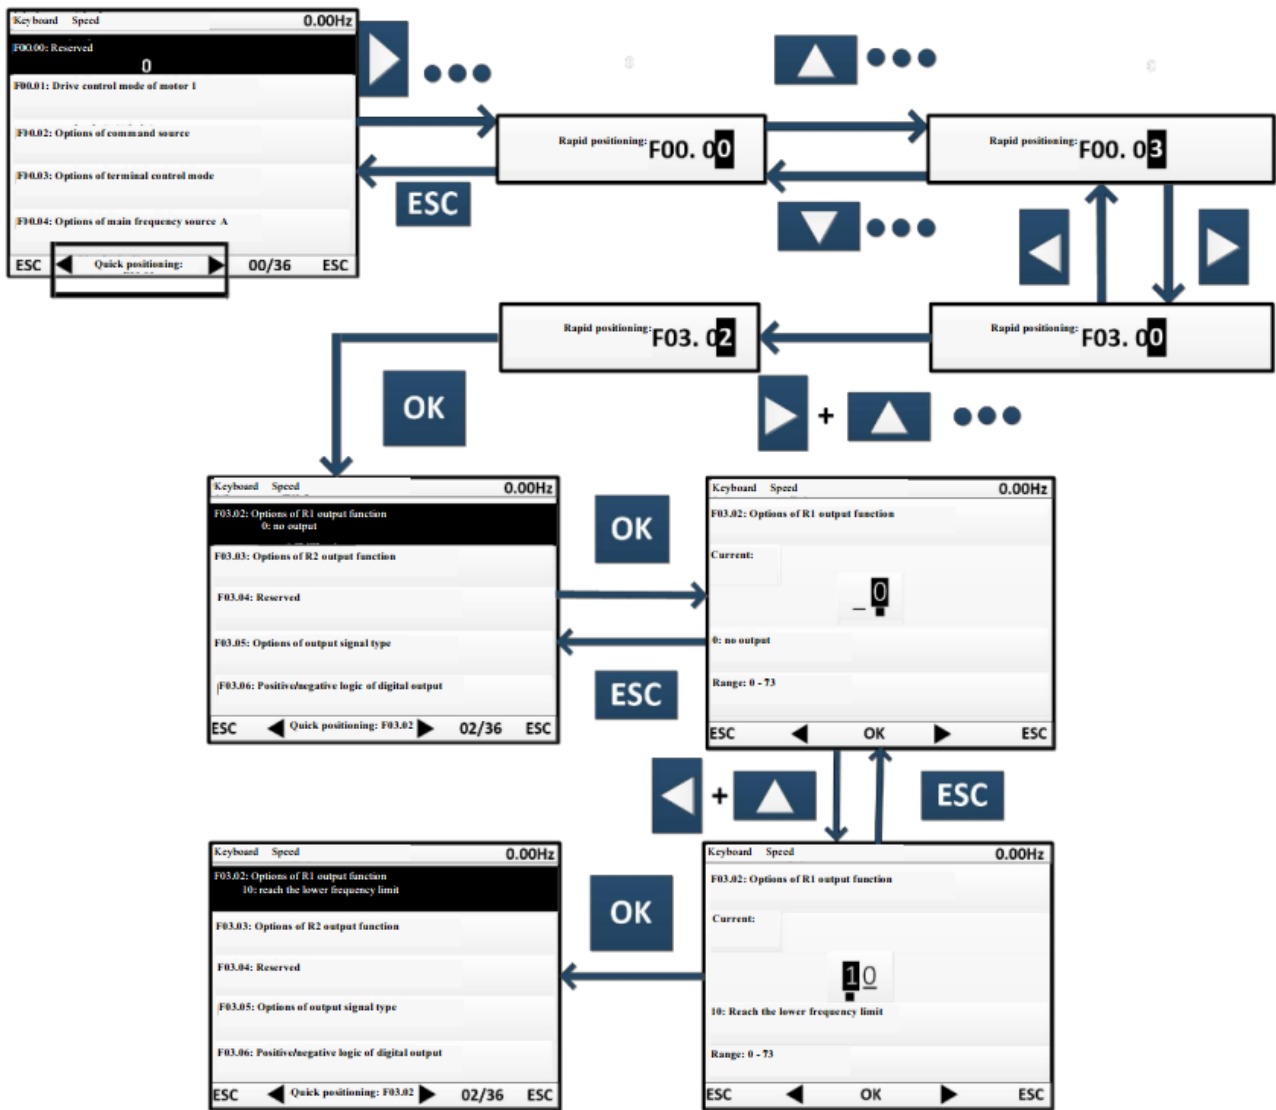 Keyboard Speed 0.00Hz
F00.00: Reserved
0
F00.01: Drive control mode of motor 1
F00.02: Options of command source
F00.03: Options of terminal control mode
F00.04: Options of main frequency source A
ESC Quick positioning: 00/36 ESC
ESC
Rapid positioning: F00. 00
Rapid positioning: F00. 03
Rapid positioning: F03. 02
Rapid positioning: F03. 00
OK
+
Keyboard Speed 0.00Hz
F03.02: Options of R1 output function
0: no output
F03.03: Options of R2 output function
F03.04: Reserved
F03.05: Options of output signal type
F03.06: Positive/negative logic of digital output
ESC Quick positioning: F03.02 02/36 ESC
OK
ESC
Keyboard Speed 0.00Hz
F03.02: Options of R1 output function
Current:
_0
0: no output
Range: 0 - 73
ESC OK ESC
+
ESC
Keyboard Speed 0.00Hz
F03.02: Options of R1 output function
10: reach the lower frequency limit
F03.03: Options of R2 output function
F03.04: Reserved
F03.05: Options of output signal type
F03.06: Positive/negative logic of digital output
ESC Quick positioning: F03.02 02/36 ESC
OK
Keyboard Speed 0.00Hz
F03.02: Options of R1 output function
Current:
10
10: Reach the lower frequency limit
Range: 0 - 73
ESC OK ESC